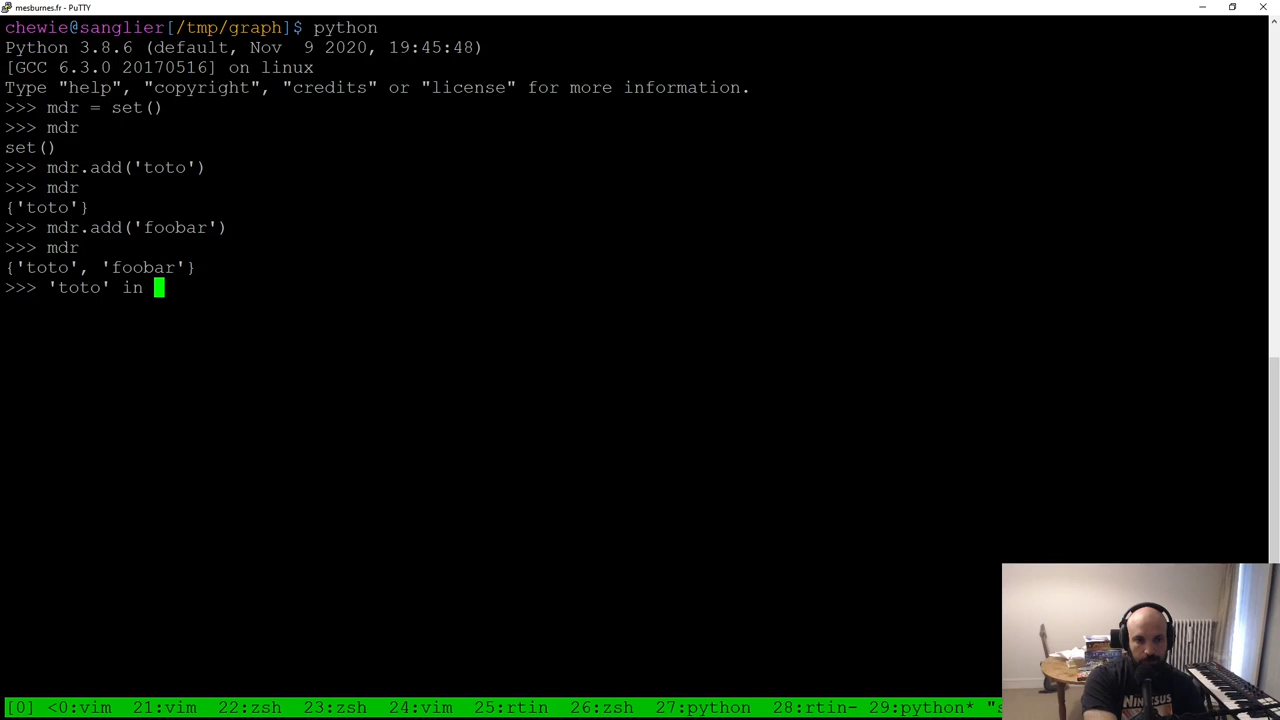 mesburnes.fr - PuTTY
chewie@sanglier[/tmp/graph]$ python
Python 3.8.6 (default, Nov  9 2020, 19:45:48)
[GCC 6.3.0 20170516] on linux
Type "help", "copyright", "credits" or "license" for more information.
>>> mdr = set()
>>> mdr
set()
>>> mdr.add('toto')
>>> mdr
{'toto'}
>>> mdr.add('foobar')
>>> mdr
{'toto', 'foobar'}
>>> 'toto' in
[0] <0:vim  21:vim  22:zsh  23:zsh  24:vim  25:rtin  26:zsh  27:python  28:rtin- 29:python* "s